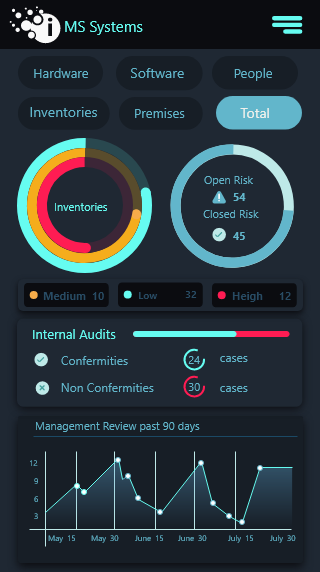 i MS Systems
Hardware Software People
Inventories Premises Total
Inventories
Open Risk
54
Closed Risk
45
Medium 10 Low 32 Heigh 12
Internal Audits
Confermities 24 cases
Non Confermities 30 cases
Management Review past 90 days
12
9
6
3
May 15 May 30 June 15 June 30 July 15 July 30